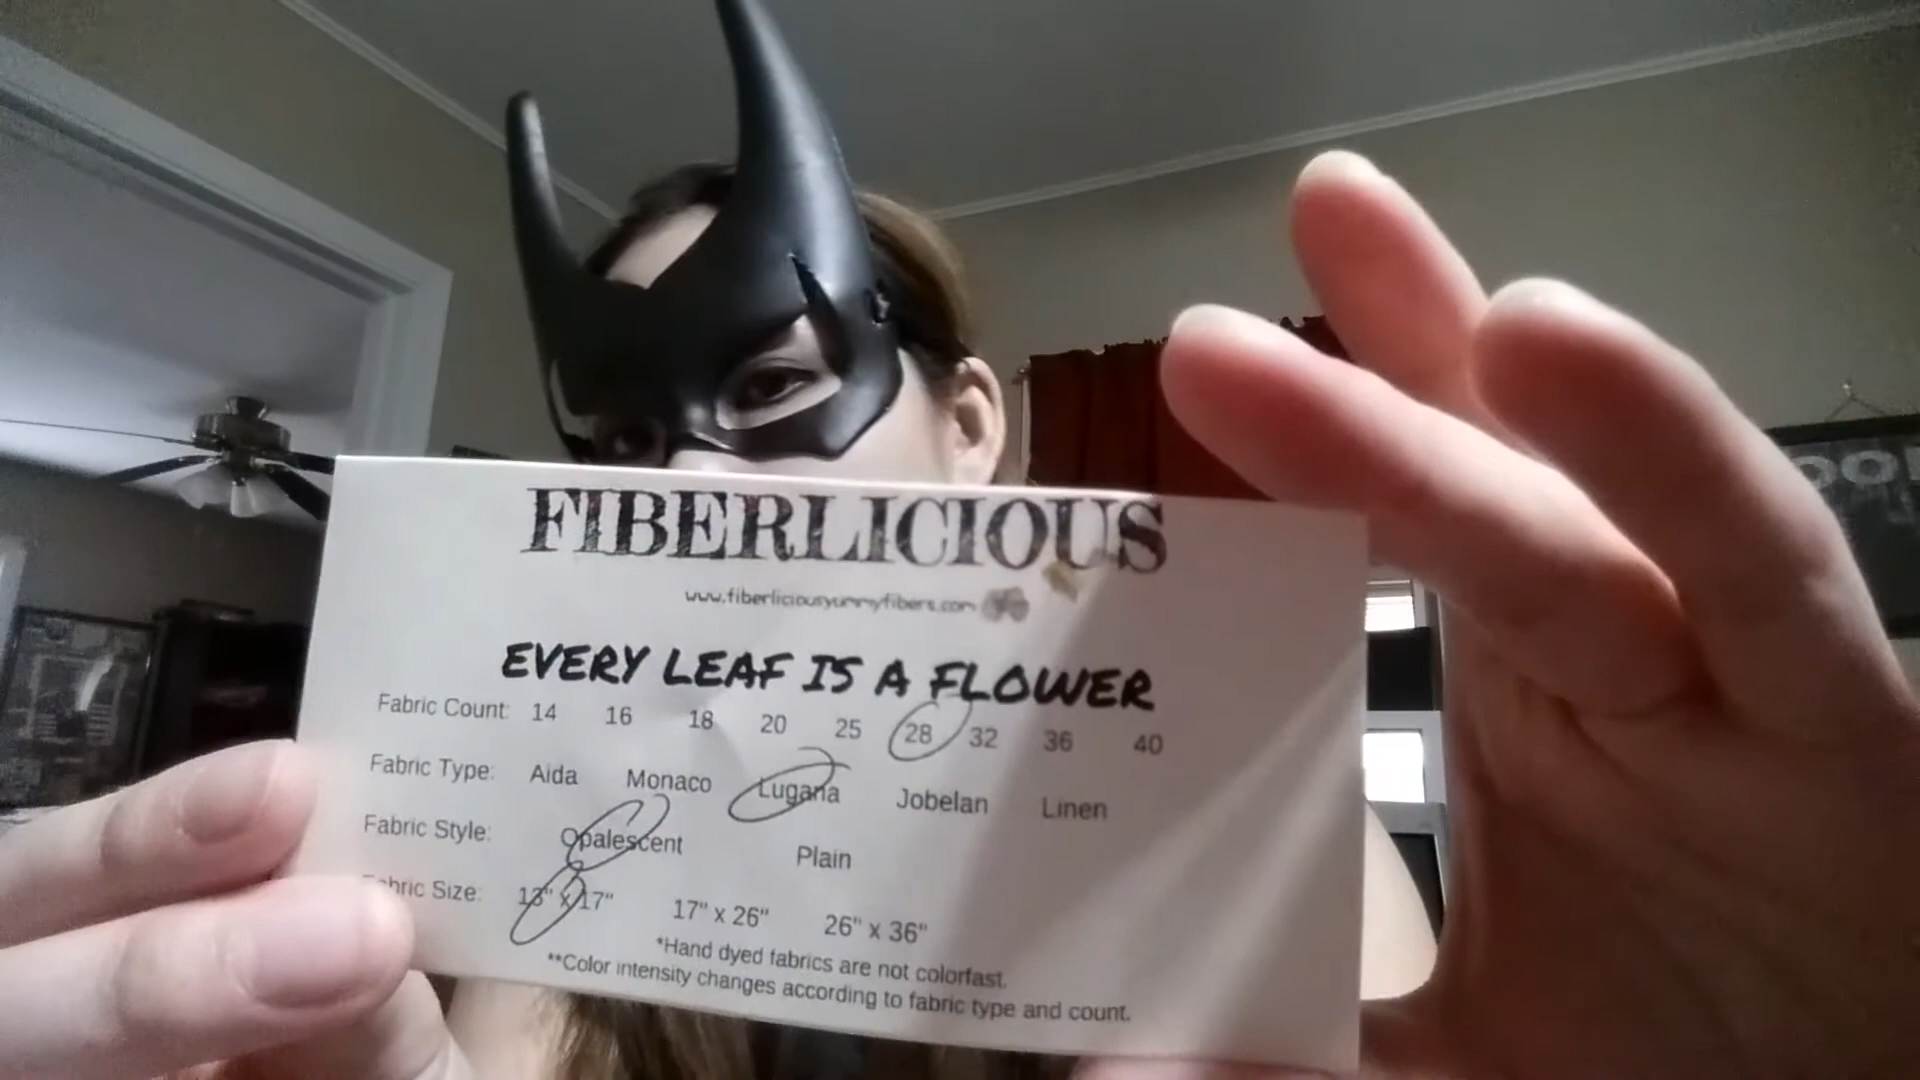 FIBERLICIOUS
www.fiberliciousyummyfibers.com
EVERY LEAF IS A FLOWER
Fabric Count: 14 16 18 20 25 28 32 36 40
Fabric Type: Aida Monaco Lugana Jobelan Linen
Fabric Style: Opalescent Plain
Fabric Size: 13" x 17" 17" x 26" 26" x 36"
*Hand dyed fabrics are not colorfast.
**Color intensity changes according to fabric type and count.